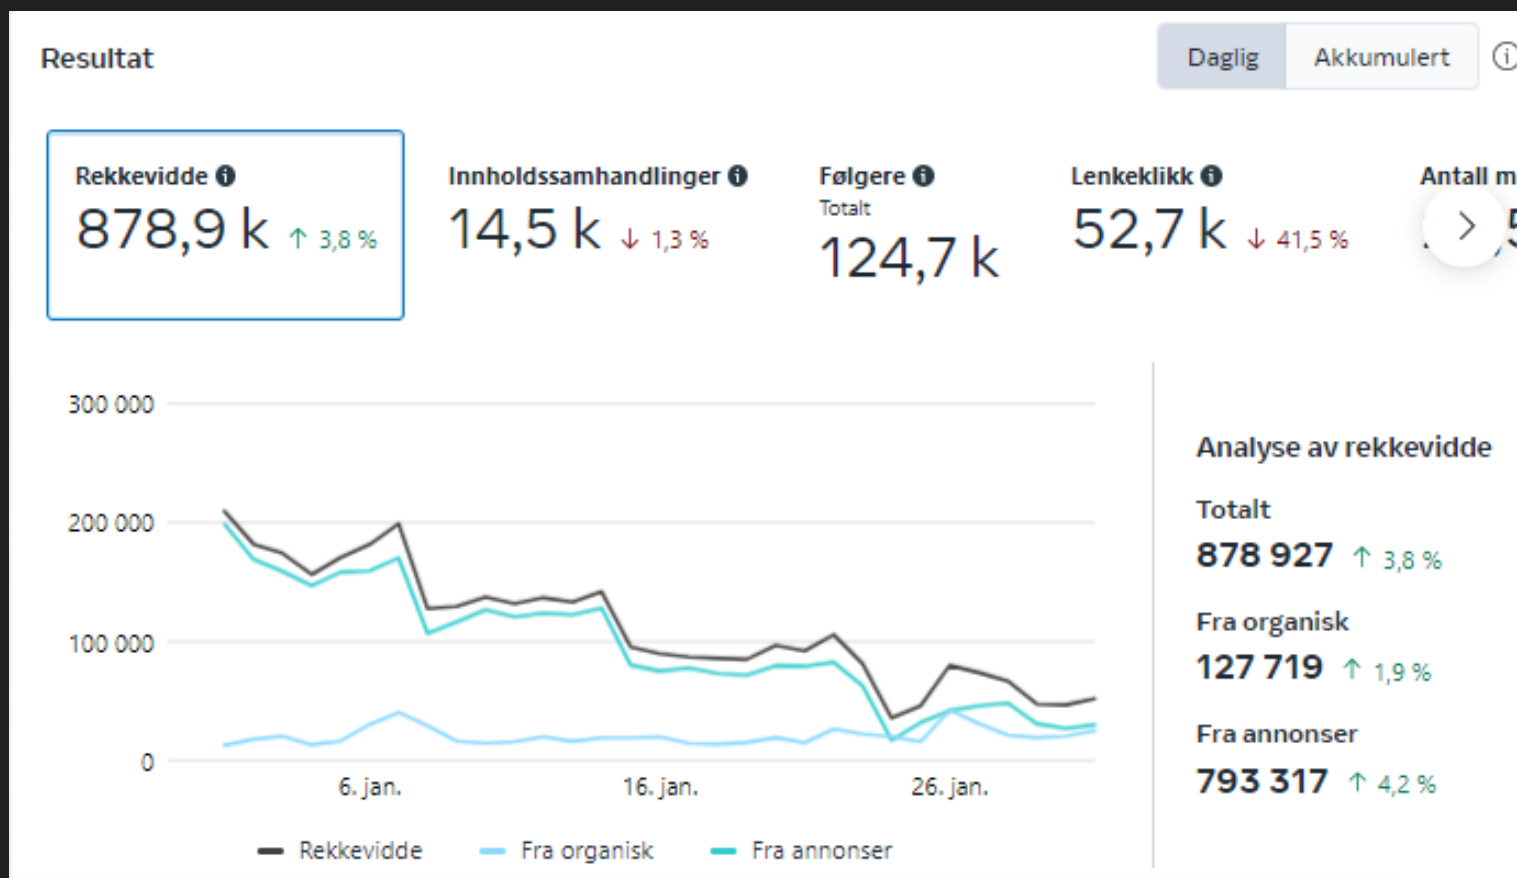 Resultat
Daglig Akkumulert
Rekkevidde
878,9 k ↑ 3,8 %
Innholdssamhandlinger
14,5 k ↓ 1,3 %
Følgere
Totalt
124,7 k
Lenkeklikk
52,7 k ↓ 41,5 %
Antall
300 000
200 000
100 000
0
6. jan. 16. jan. 26. jan.
Rekkevidde Fra organisk Fra annonser
Analyse av rekkevidde
Totalt
878 927 ↑ 3,8 %
Fra organisk
127 719 ↑ 1,9 %
Fra annonser
793 317 ↑ 4,2 %